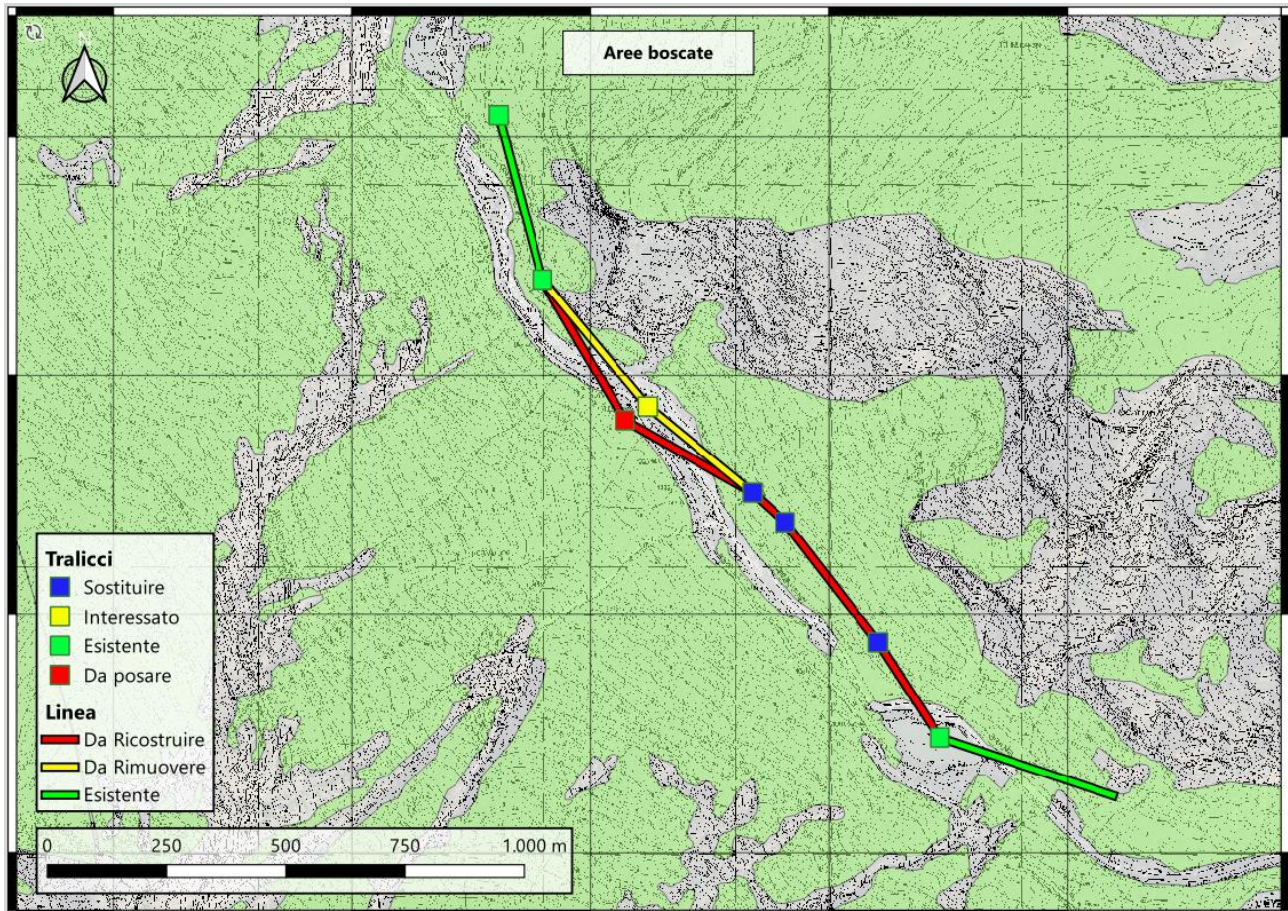 Aree boscate
N
Tralicci
Sostituire
Interessato
Esistente
Da posare
Linea
Da Ricostruire
Da Rimuovere
Esistente
0 250 500 750 1.000 m